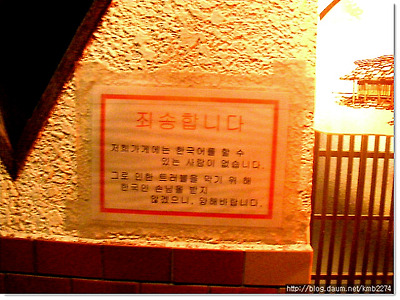 죄송합니다
저희가게에는 한국어를 할 수
있는 사람이 없습니다.
그로 인한 트러블을 막기 위 해
한국인 손님을 받지
않겠으니, 양해바랍니다.
http://blog.daum.net/kmb2274